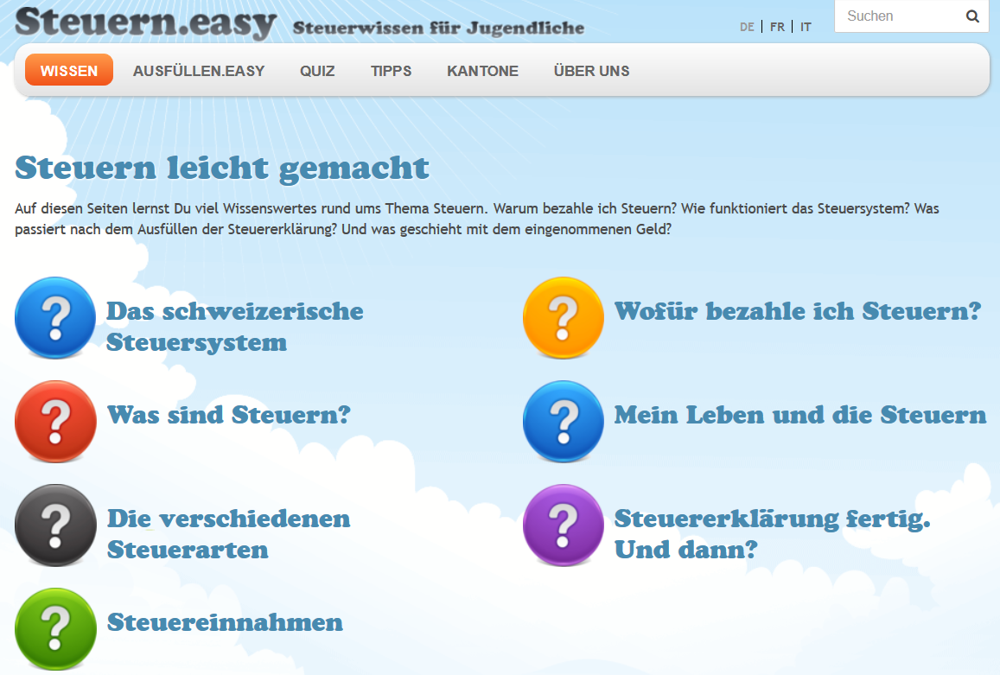 Steuern.easy Steuerwissen für Jugendliche
DE FR IT
Suchen
WISSEN AUSFÜLLEN.EASY QUIZ TIPPS KANTONE ÜBER UNS
Steuern leicht gemacht
Auf diesen Seiten lernst Du viel Wissenswertes rund ums Thema Steuern. Warum bezahle ich Steuern? Wie funktioniert das Steuersystem? Was
passiert nach dem Ausfüllen der Steuererklärung? Und was geschieht mit dem eingenommenen Geld?
? Das schweizerische
Steuersystem
? Wofür bezahle ich Steuern?
? Was sind Steuern?
? Mein Leben und die Steuern
? Die verschiedenen
Steuerarten
? Steuererklärung fertig.
Und dann?
? Steuereinnahmen